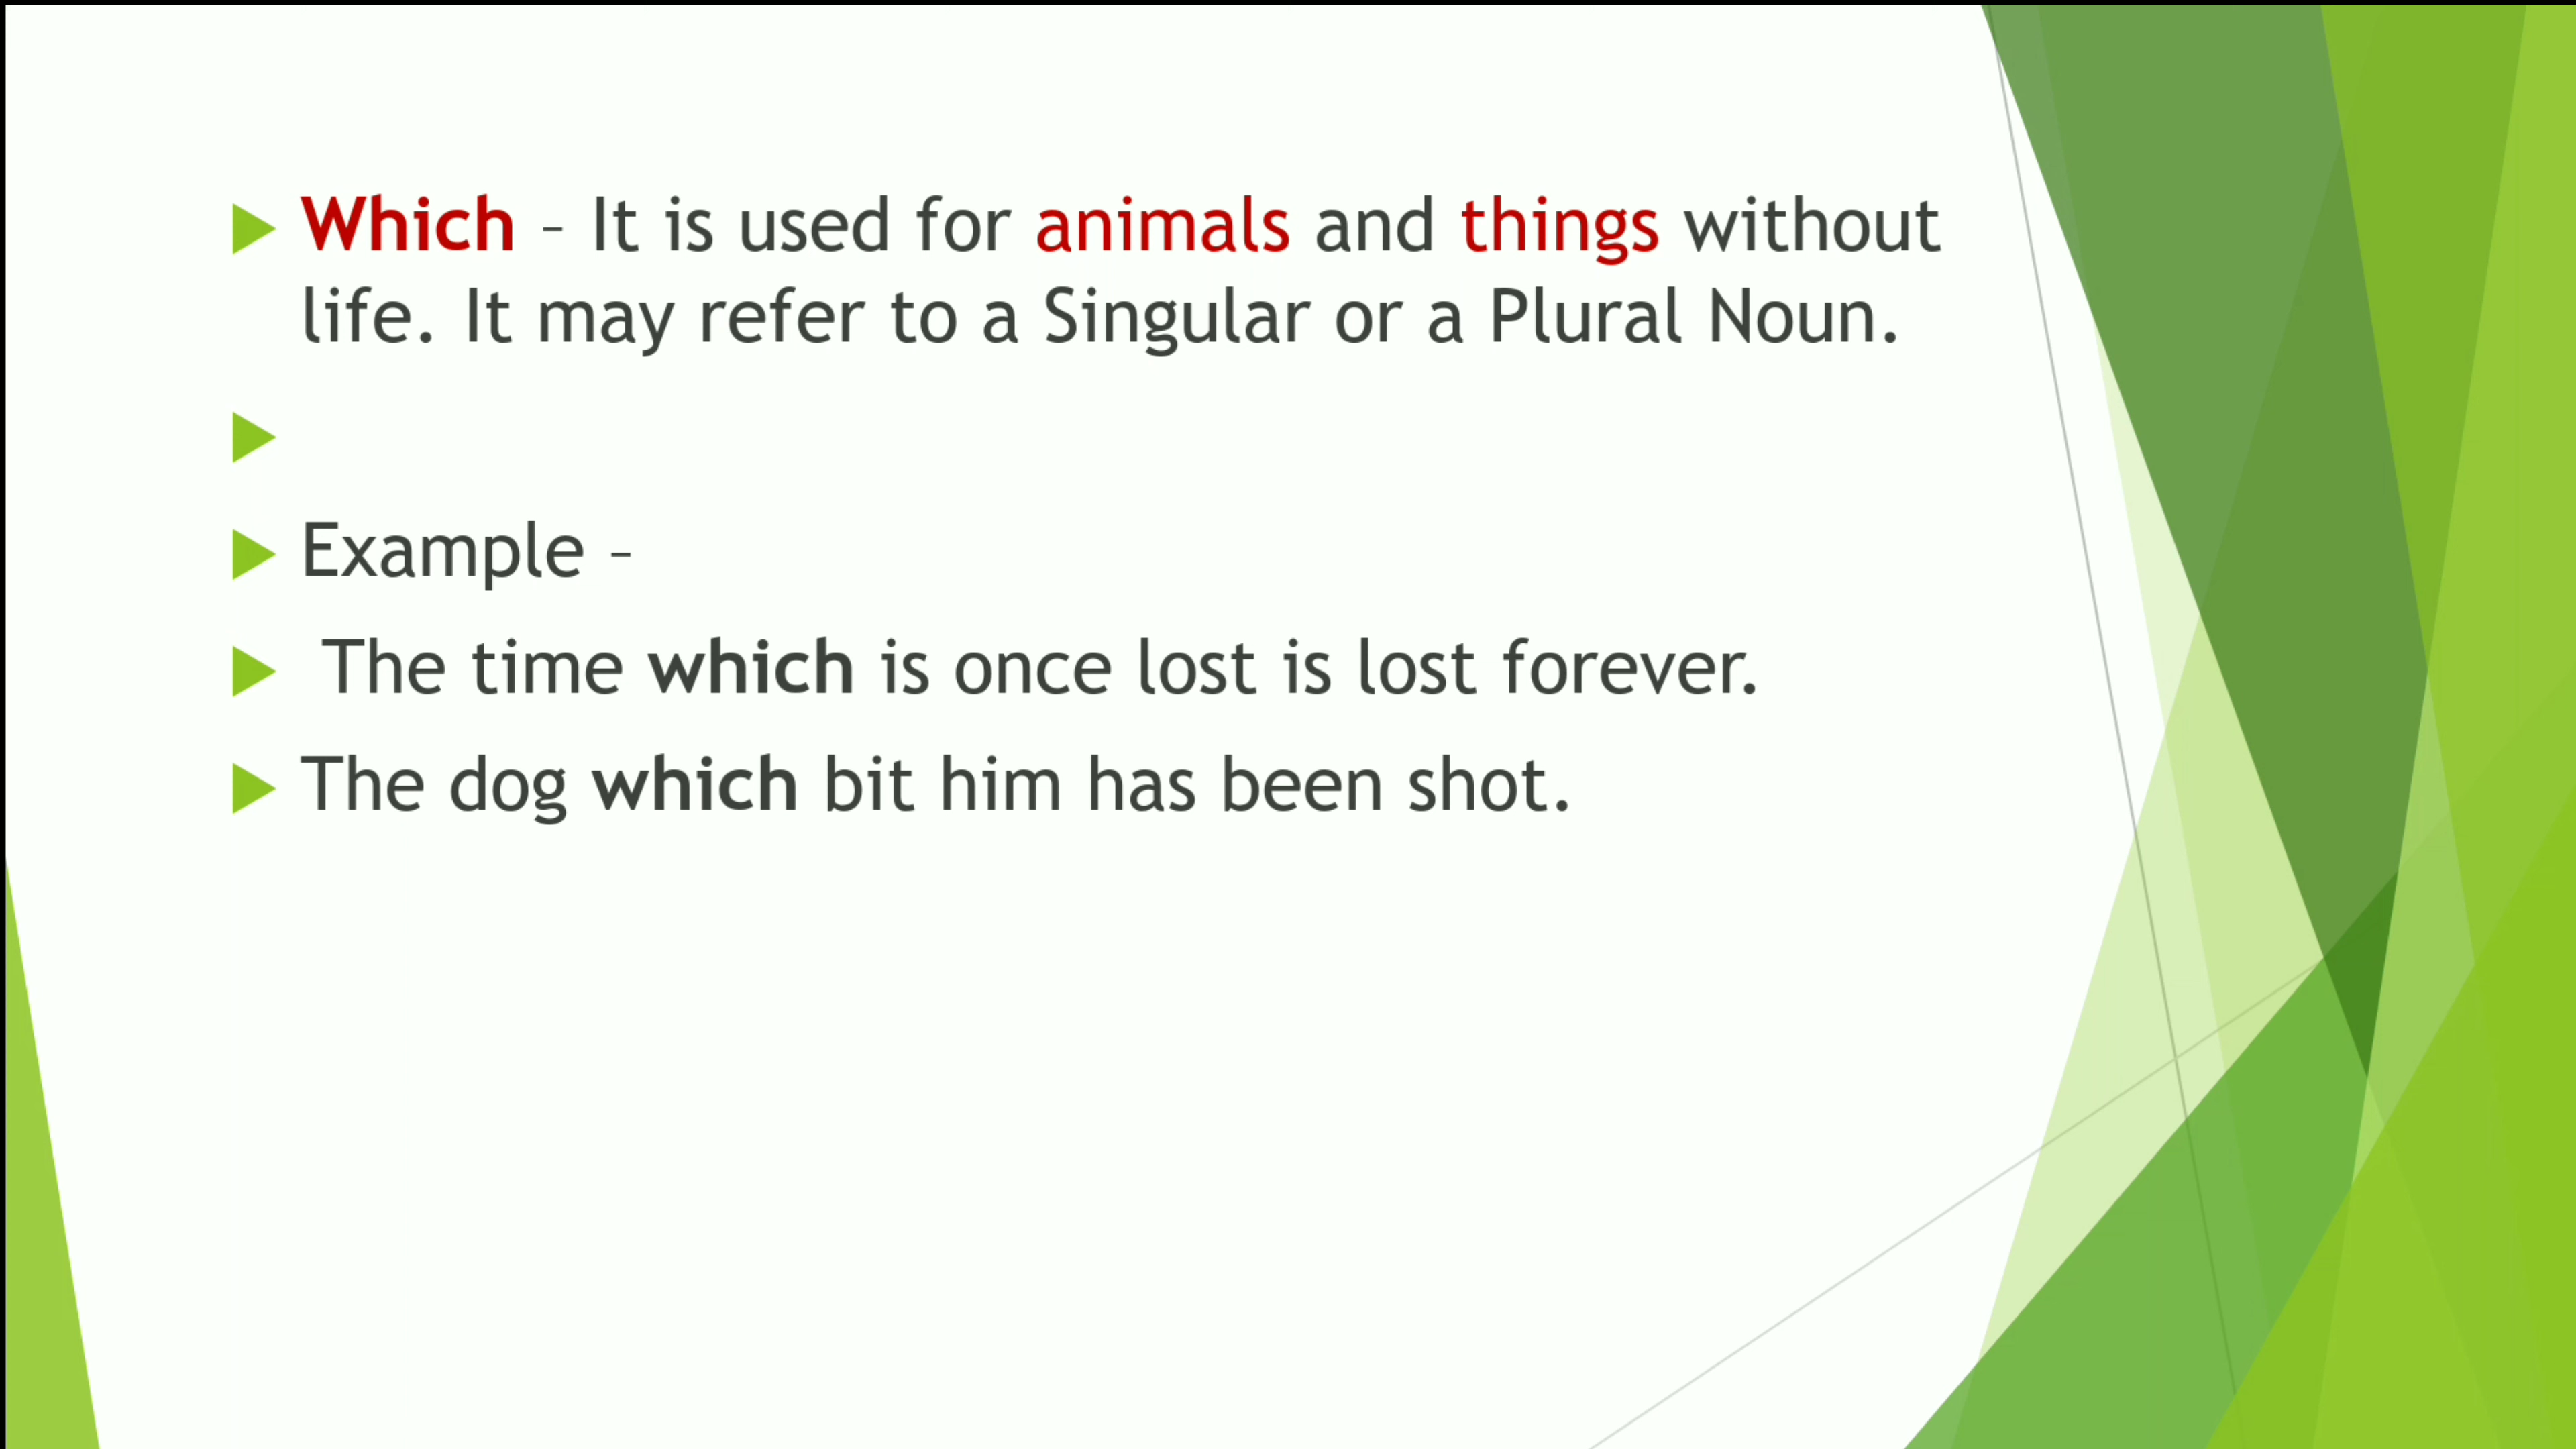 Which – It is used for animals and things without
life. It may refer to a Singular or a Plural Noun.
Example –
The time which is once lost is lost forever.
The dog which bit him has been shot.